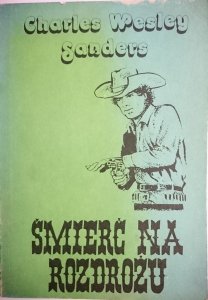 Charles Wesley
Sanders
ŚMIERĆ NA
ROZDROŻU